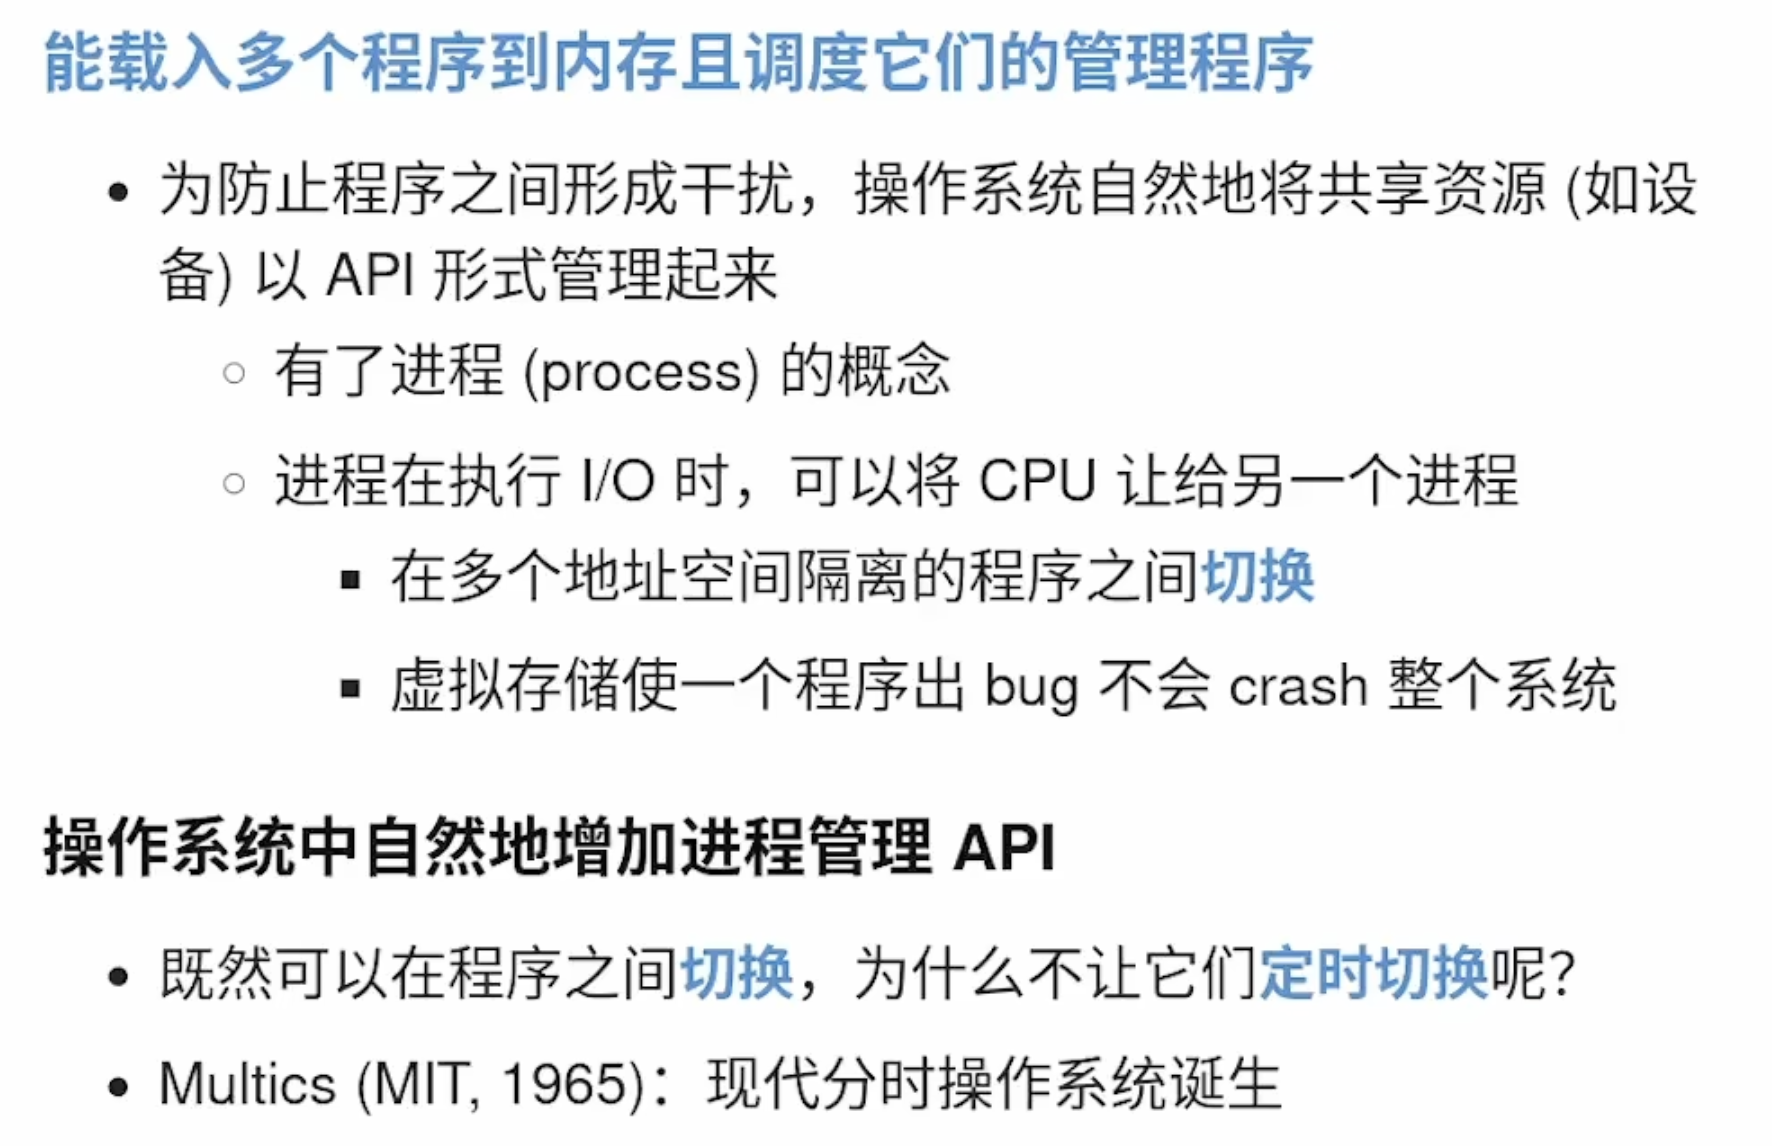 能载入多个程序到内存且调度它们的管理程序
为防止程序之间形成干扰，操作系统自然地将共享资源 (如设
备) 以 API 形式管理起来
有了进程 (process) 的概念
进程在执行 I/O 时，可以将 CPU 让给另一个进程
在多个地址空间隔离的程序之间切换
虚拟存储使一个程序出 bug 不会 crash 整个系统
操作系统中自然地增加进程管理 API
既然可以在程序之间切换，为什么不让它们定时切换呢？
Multics (MIT, 1965)：现代分时操作系统诞生